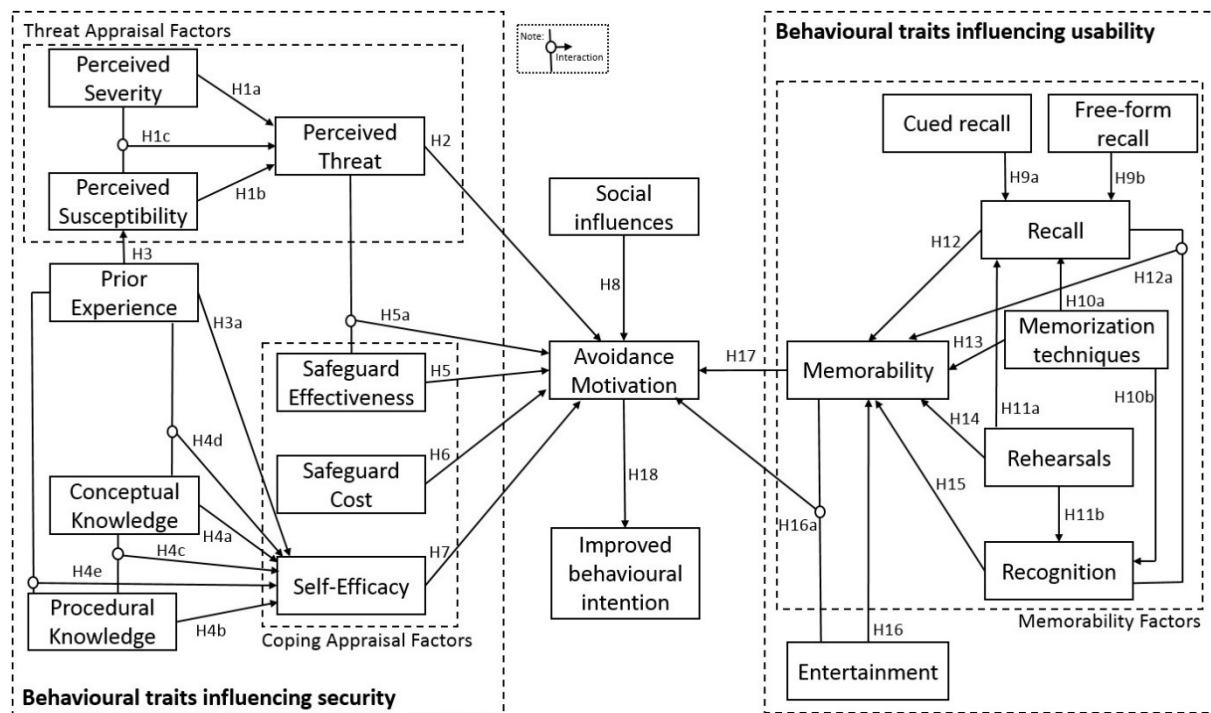 Threat Appraisal Factors
Perceived
Severity
H1a
H1c
Perceived
Threat
H2
H1b
Perceived
Susceptibility
H3
Prior
Experience
H3a
H5a
Safeguard
Effectiveness
H5
H4d
Safeguard
Cost
H6
Conceptual
Knowledge
H4a
H4c
H4e
Self-Efficacy
H7
Procedural
Knowledge
H4b
Coping Appraisal Factors
Behavioural traits influencing security
Note:
Interaction
Social
influences
H8
Avoidance
Motivation
H17
H18
Improved
behavioural
intention
Behavioural traits influencing usability
Cued recall
Free-form
recall
H9a
H9b
Recall
H12
H12a
H10a
Memorization
techniques
H13
Memorability
H10b
H11a
H14
Rehearsals
H15
H16a
H11b
Recognition
Memorability Factors
H16
Entertainment